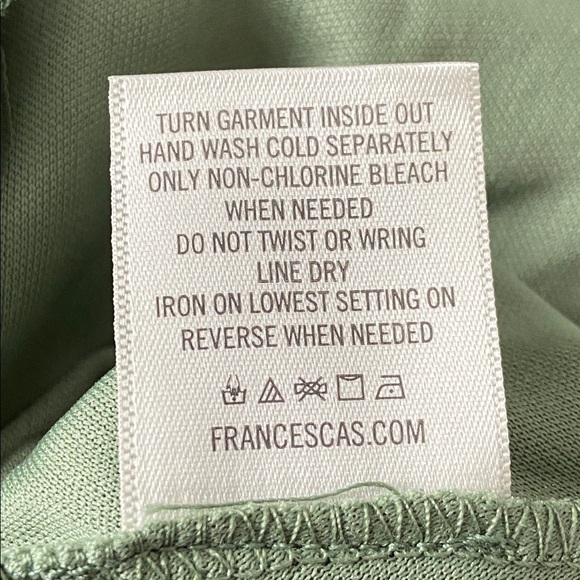 TURN GARMENT INSIDE OUT
HAND WASH COLD SEPARATELY
ONLY NON-CHLORINE BLEACH
WHEN NEEDED
DO NOT TWIST OR WRING
LINE DRY
IRON ON LOWEST SETTING ON
REVERSE WHEN NEEDED
FRANCESCAS.COM